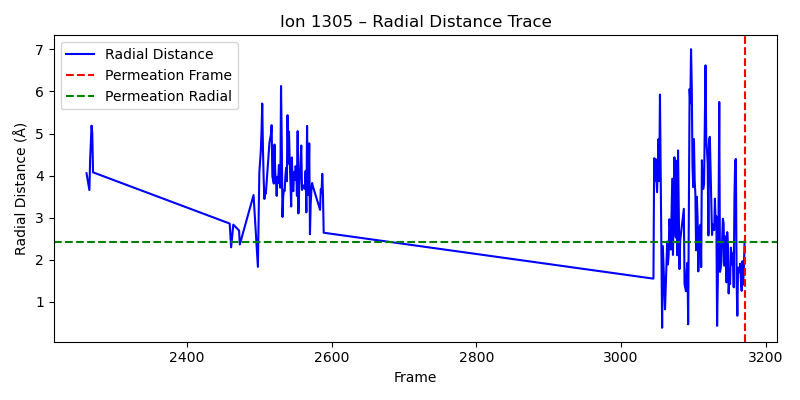 Ion 1305 – Radial Distance Trace
Radial Distance
Permeation Frame
Permeation Radial
Radial Distance (Å)
7
6
5
4
3
2
1
2400
2600
2800
3000
3200
Frame